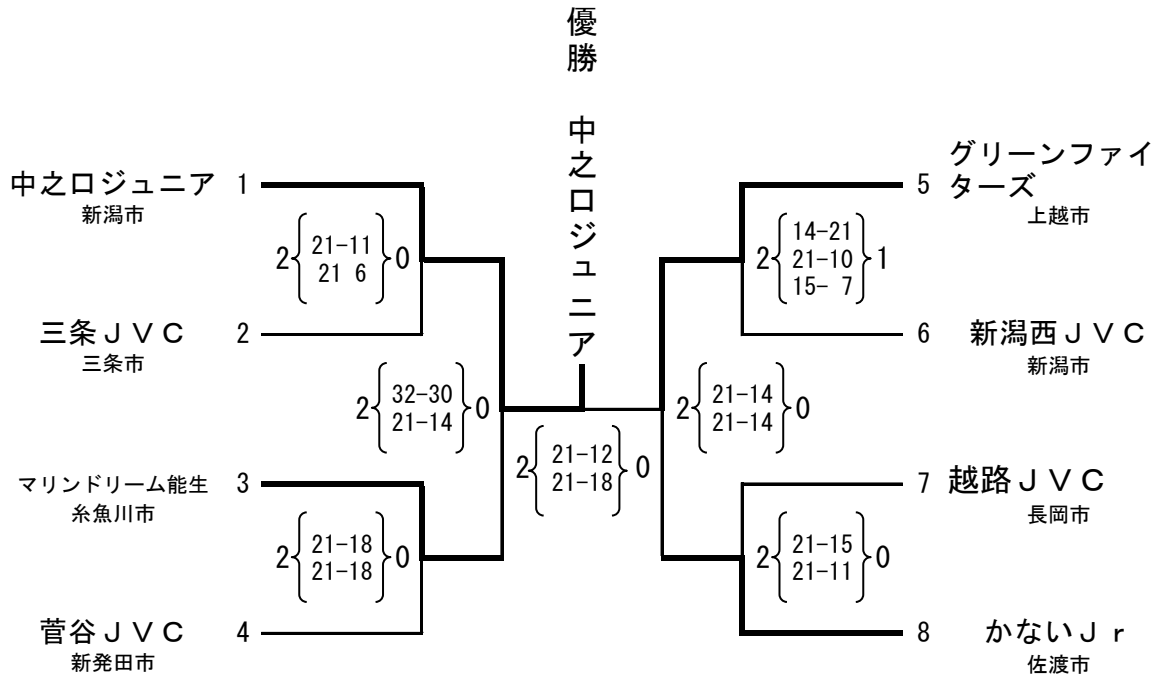 優勝 中之口ジュニア
中之口ジュニア 1
新潟市
2 21-11 0
21 6
三条JVC 2
三条市
2 32-30 0
21-14
マリンドリーム能生 3
糸魚川市
2 21-18 0
21-18
菅谷JVC 4
新発田市
2 21-12 0
21-18
5 グリーンファイ
ターズ
上越市
14-21
2 21-10 1
15- 7
6 新潟西JVC
新潟市
2 21-14 0
21-14
7 越路JVC
長岡市
2 21-15 0
21-11
8 かないJr
佐渡市